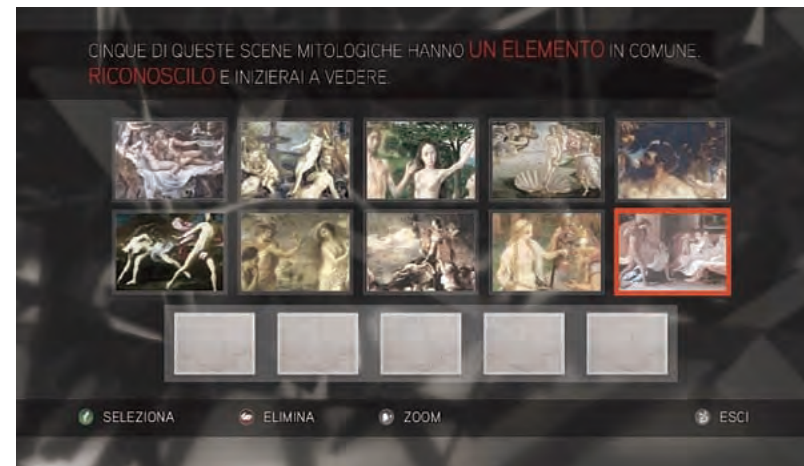 CINQUE DI QUESTE SCENE MITOLOGICHE HANNO UN ELEMENTO IN COMUNE.
RICONOSCILO E INIZIERAI A VEDERE.
SELEZIONA ELIMINA ZOOM ESCI